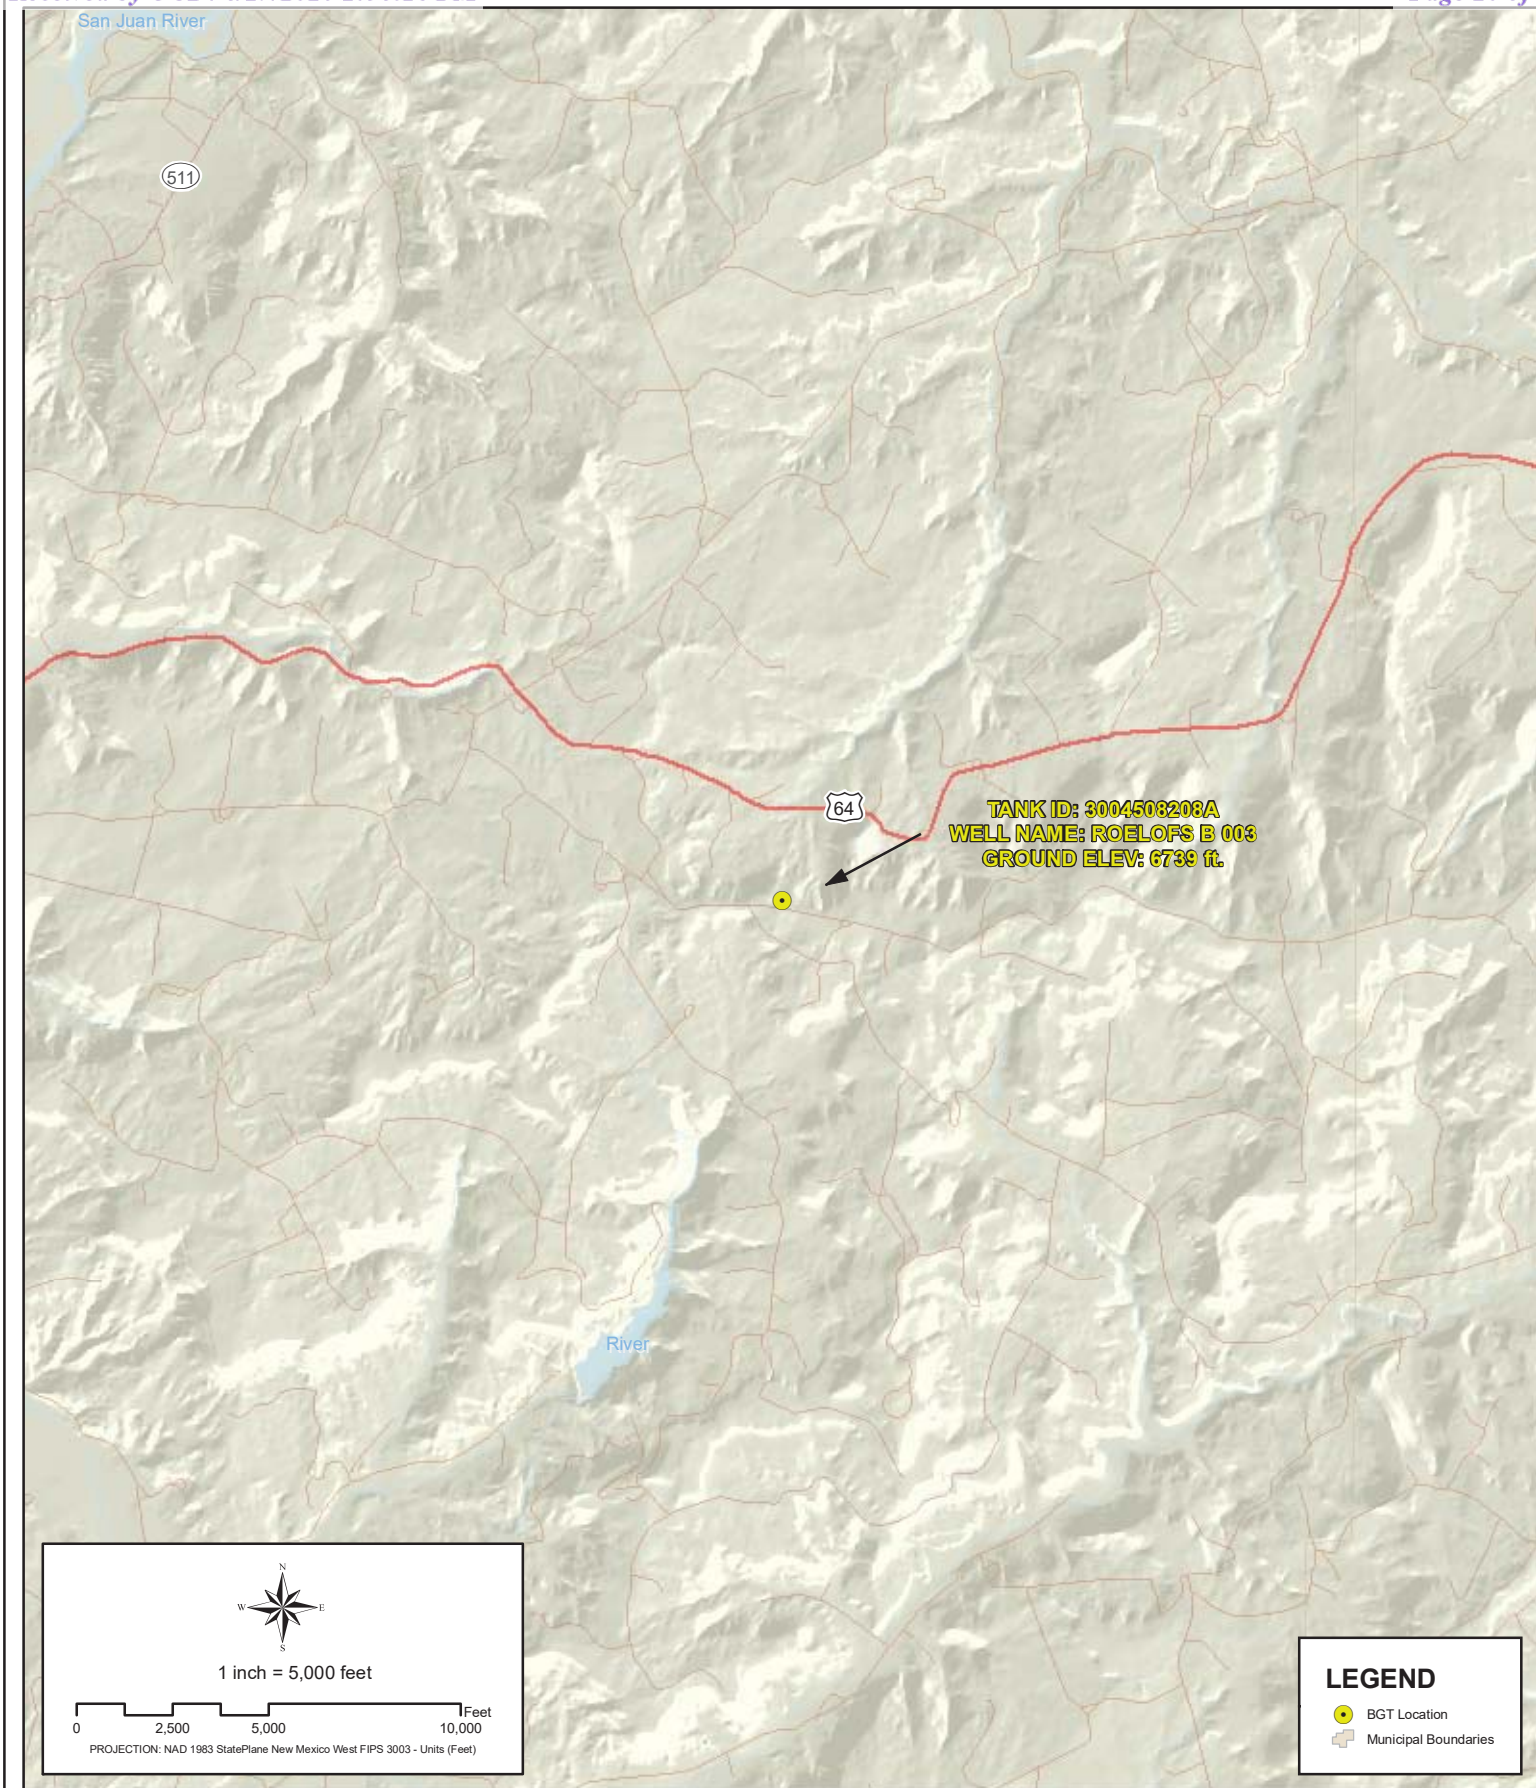 San Juan River
511
64
TANK ID: 3004508208A
WELL NAME: ROELOFS B 003
GROUND ELEV: 6739 ft.
River
N
W E
S
1 inch = 5,000 feet
Feet
0 2,500 5,000 10,000
PROJECTION: NAD 1983 StatePlane New Mexico West FIPS 3003 - Units (Feet)
LEGEND
BGT Location
Municipal Boundaries